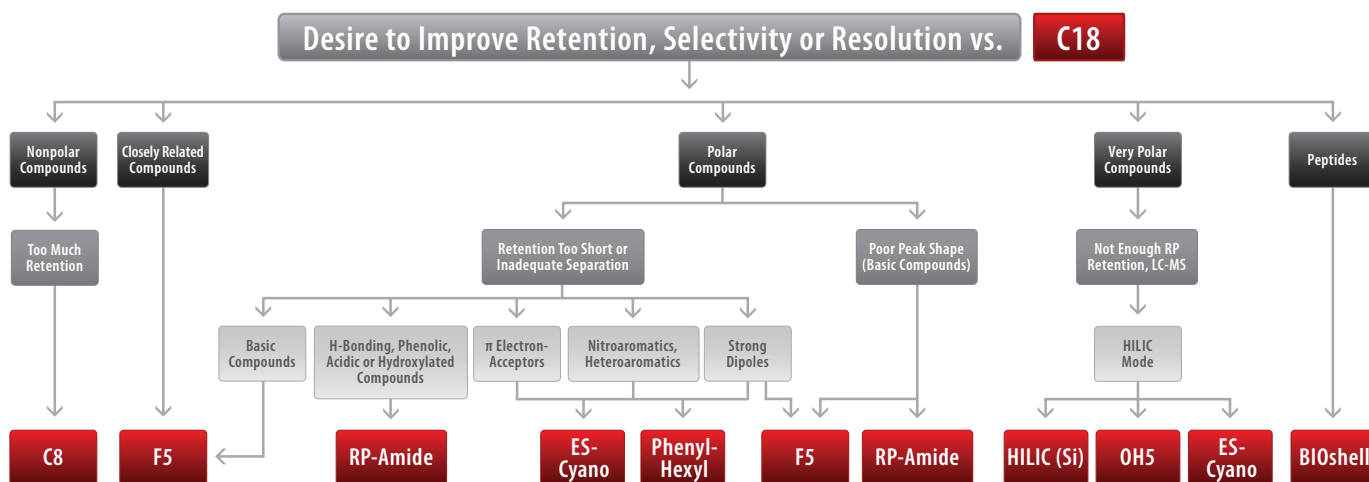 Desire to Improve Retention, Selectivity or Resolution vs.
C18
Nonpolar
Compounds
Closely Related
Compounds
Polar
Compounds
Very Polar
Compounds
Peptides
Too Much
Retention
Retention Too Short or
Inadequate Separation
Poor Peak Shape
(Basic Compounds)
Not Enough RP
Retention, LC-MS
Basic
Compounds
H-Bonding, Phenolic,
Acidic or Hydroxylated
Compounds
π Electron-
Acceptors
Nitroaromatics,
Heteroaromatics
Strong
Dipoles
HILIC
Mode
C8
F5
RP-Amide
ES-
Cyano
Phenyl-
Hexyl
F5
RP-Amide
HILIC (Si)
OH5
ES-
Cyano
BIOshell